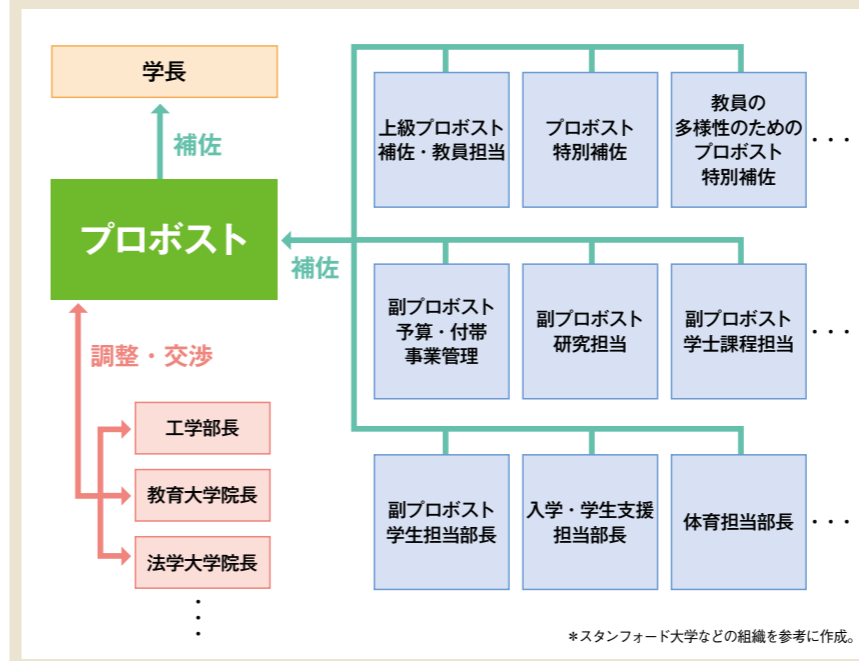 学長
補佐
プロボスト
補佐
調整・交渉
工学部長
教育大学院長
法学大学院長
・・・
上級プロボスト
補佐・教員担当
プロボスト
特別補佐
教員の
多様性のための
プロボスト
特別補佐
・・・
副プロボスト
予算・付帯
事業管理
副プロボスト
研究担当
副プロボスト
学士課程担当
・・・
副プロボスト
学生担当部長
入学・学生支援
担当部長
体育担当部長
・・・
*スタンフォード大学などの組織を参考に作成。